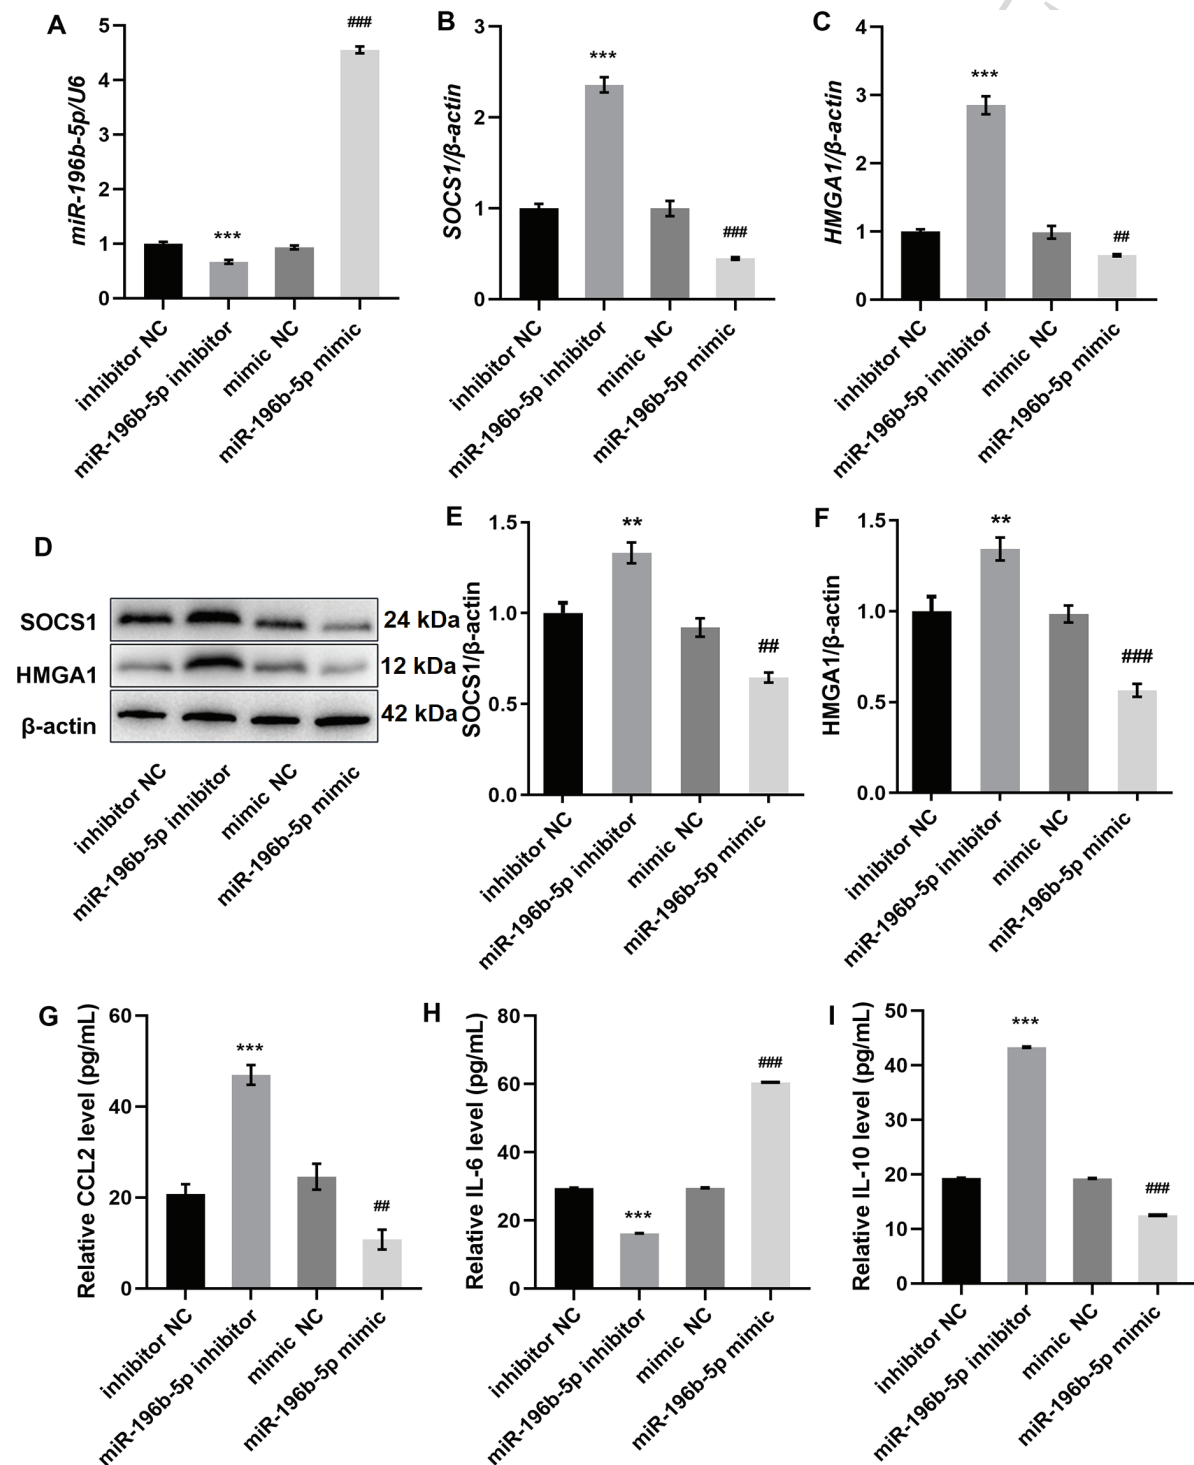 A
miR-196b-5p/U6
5
4
3
2
1
0
***
###
inhibitor NC
miR-196b-5p inhibitor
mimic NC
miR-196b-5p mimic
B
SOCS1/β-actin
3
2
1
0
***
###
inhibitor NC
miR-196b-5p inhibitor
mimic NC
miR-196b-5p mimic
C
HMGA1/β-actin
4
3
2
1
0
***
##
inhibitor NC
miR-196b-5p inhibitor
mimic NC
miR-196b-5p mimic
D
SOCS1
24 kDa
HMGA1
12 kDa
β-actin
42 kDa
inhibitor NC
miR-196b-5p inhibitor
mimic NC
miR-196b-5p mimic
E
SOCS1/β-actin
1.5
1.0
0.5
0.0
**
##
inhibitor NC
miR-196b-5p inhibitor
mimic NC
miR-196b-5p mimic
F
HMGA1/β-actin
1.5
1.0
0.5
0.0
**
###
inhibitor NC
miR-196b-5p inhibitor
mimic NC
miR-196b-5p mimic
G
Relative CCL2 level (pg/mL)
60
40
20
0
***
##
inhibitor NC
miR-196b-5p inhibitor
mimic NC
miR-196b-5p mimic
H
Relative IL-6 level (pg/mL)
80
60
40
20
0
***
###
inhibitor NC
miR-196b-5p inhibitor
mimic NC
miR-196b-5p mimic
I
Relative IL-10 level (pg/mL)
50
40
30
20
10
0
***
###
inhibitor NC
miR-196b-5p inhibitor
mimic NC
miR-196b-5p mimic